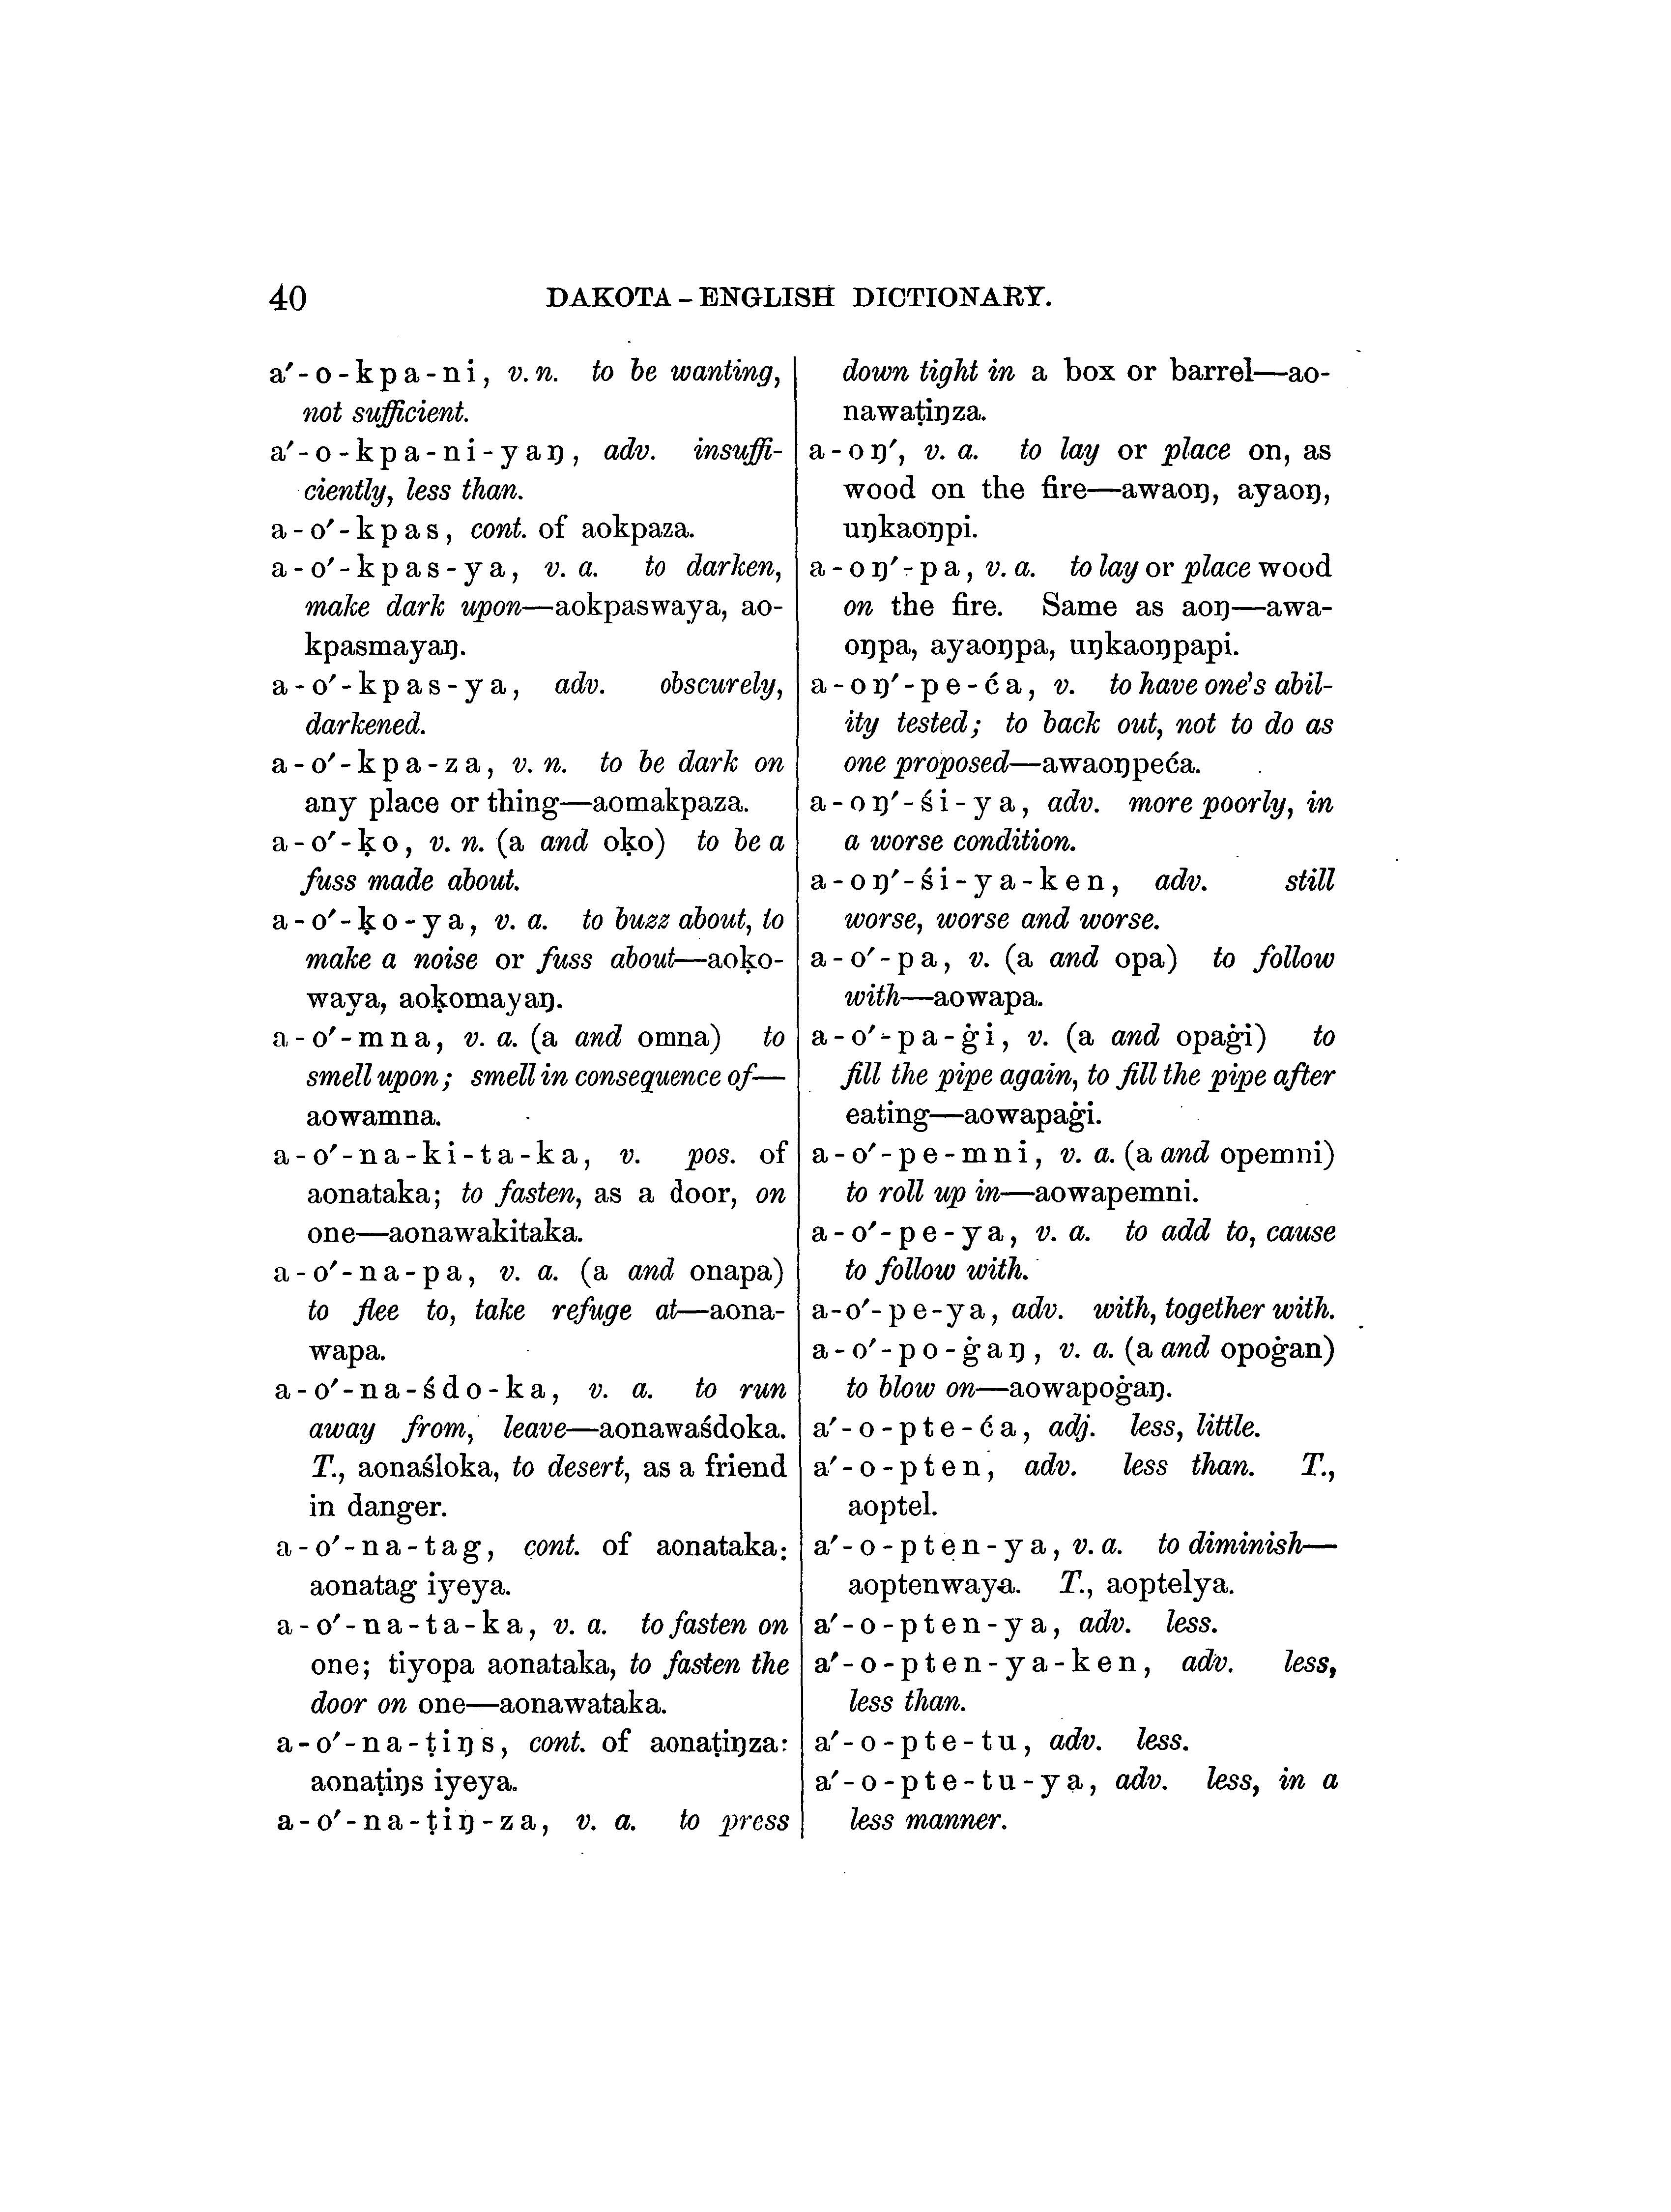 40
DAKOTA-ENGLISH DICTIONARY.
a′-o-kpa-ni, v. n. to be wanting,
not sufficient.
a′-o-kpa-ni-yaŋ, adv. insuffi-
ciently, less than.
a-o′-kpas, cont. of aokpaza.
a-o′-kpas-ya, v. a. to darken,
make dark upon—aokpaswaya, ao-
kpasmayaŋ.
a-o′-kpas-ya, adv. obscurely,
darkened.
a-o′-kpa-za, v. n. to be dark on
any place or thing—aomakpaza.
a-o′-ḳo, v. n. (a and oḳo) to be a
fuss made about.
a-o′-ḳo-ya, v. a. to buzz about, to
make a noise or fuss about—aoḳo-
waya, aoḳomayaŋ.
a-o′-mna, v. a. (a and omna) to
smell upon; smell in consequence of—
aowamna.
a-o′-na-ki-ta-ka, v. pos. of
aonataka; to fasten, as a door, on
one—aonawakitaka.
a-o′-na-pa, v. a. (a and onapa)
to flee to, take refuge at—aona-
wapa.
a-o′-na-śdo-ka, v. a. to run
away from, leave—aonawaśdoka.
T., aonaśloka, to desert, as a friend
in danger.
a-o′-na-tag, cont. of aonataka:
aonatag iyeya.
a-o′-na-ta-ka, v. a. to fasten on
one; tiyopa aonataka, to fasten the
door on one—aonawataka.
a-o′-na-ṭiŋs, cont. of aonaṭiŋza:
aonaṭiŋs iyeya.
a-o′-na-ṭiŋ-za, v. a. to press
down tight in a box or barrel—ao-
nawaṭiŋza.
a-oŋ′, v. a. to lay or place on, as
wood on the fire—awaoŋ, ayaoŋ,
uŋkaoŋpi.
a-oŋ′-pa, v. a. to lay or place wood
on the fire. Same as aoŋ—awa-
oŋpa, ayaoŋpa, uŋkaoŋpapi.
a-oŋ′-pe-ća, v. to have one's abil-
ity tested; to back out, not to do as
one proposed—awaoŋpeća.
a-oŋ′-śi-ya, adv. more poorly, in
a worse condition.
a-oŋ′-śi-ya-ken, adv. still
worse, worse and worse.
a-o′-pa, v. (a and opa) to follow
with—aowapa.
a-o′-pa-ġi, v. (a and opaġi) to
fill the pipe again, to fill the pipe after
eating—aowapaġi.
a-o′-pe-mni, v. a. (a and opemni)
to roll up in—aowapemni.
a-o′-pe-ya, v. a. to add to, cause
to follow with.
a-o′-pe-ya, adv. with, together with.
a-o′-po-ġaŋ, v. a. (a and opoġan)
to blow on—aowapoġaŋ.
a′-o-pte-ća, adj. less, little.
a′-o-pten, adv. less than. T.,
aoptel.
a′-o-pten-ya, v. a. to diminish—
aoptenwaya. T., aoptelya.
a′-o-pten-ya, adv. less.
a′-o-pten-ya-ken, adv. less,
less than.
a′-o-pte-tu, adv. less.
a′-o-pte-tu-ya, adv. less, in a
less manner.